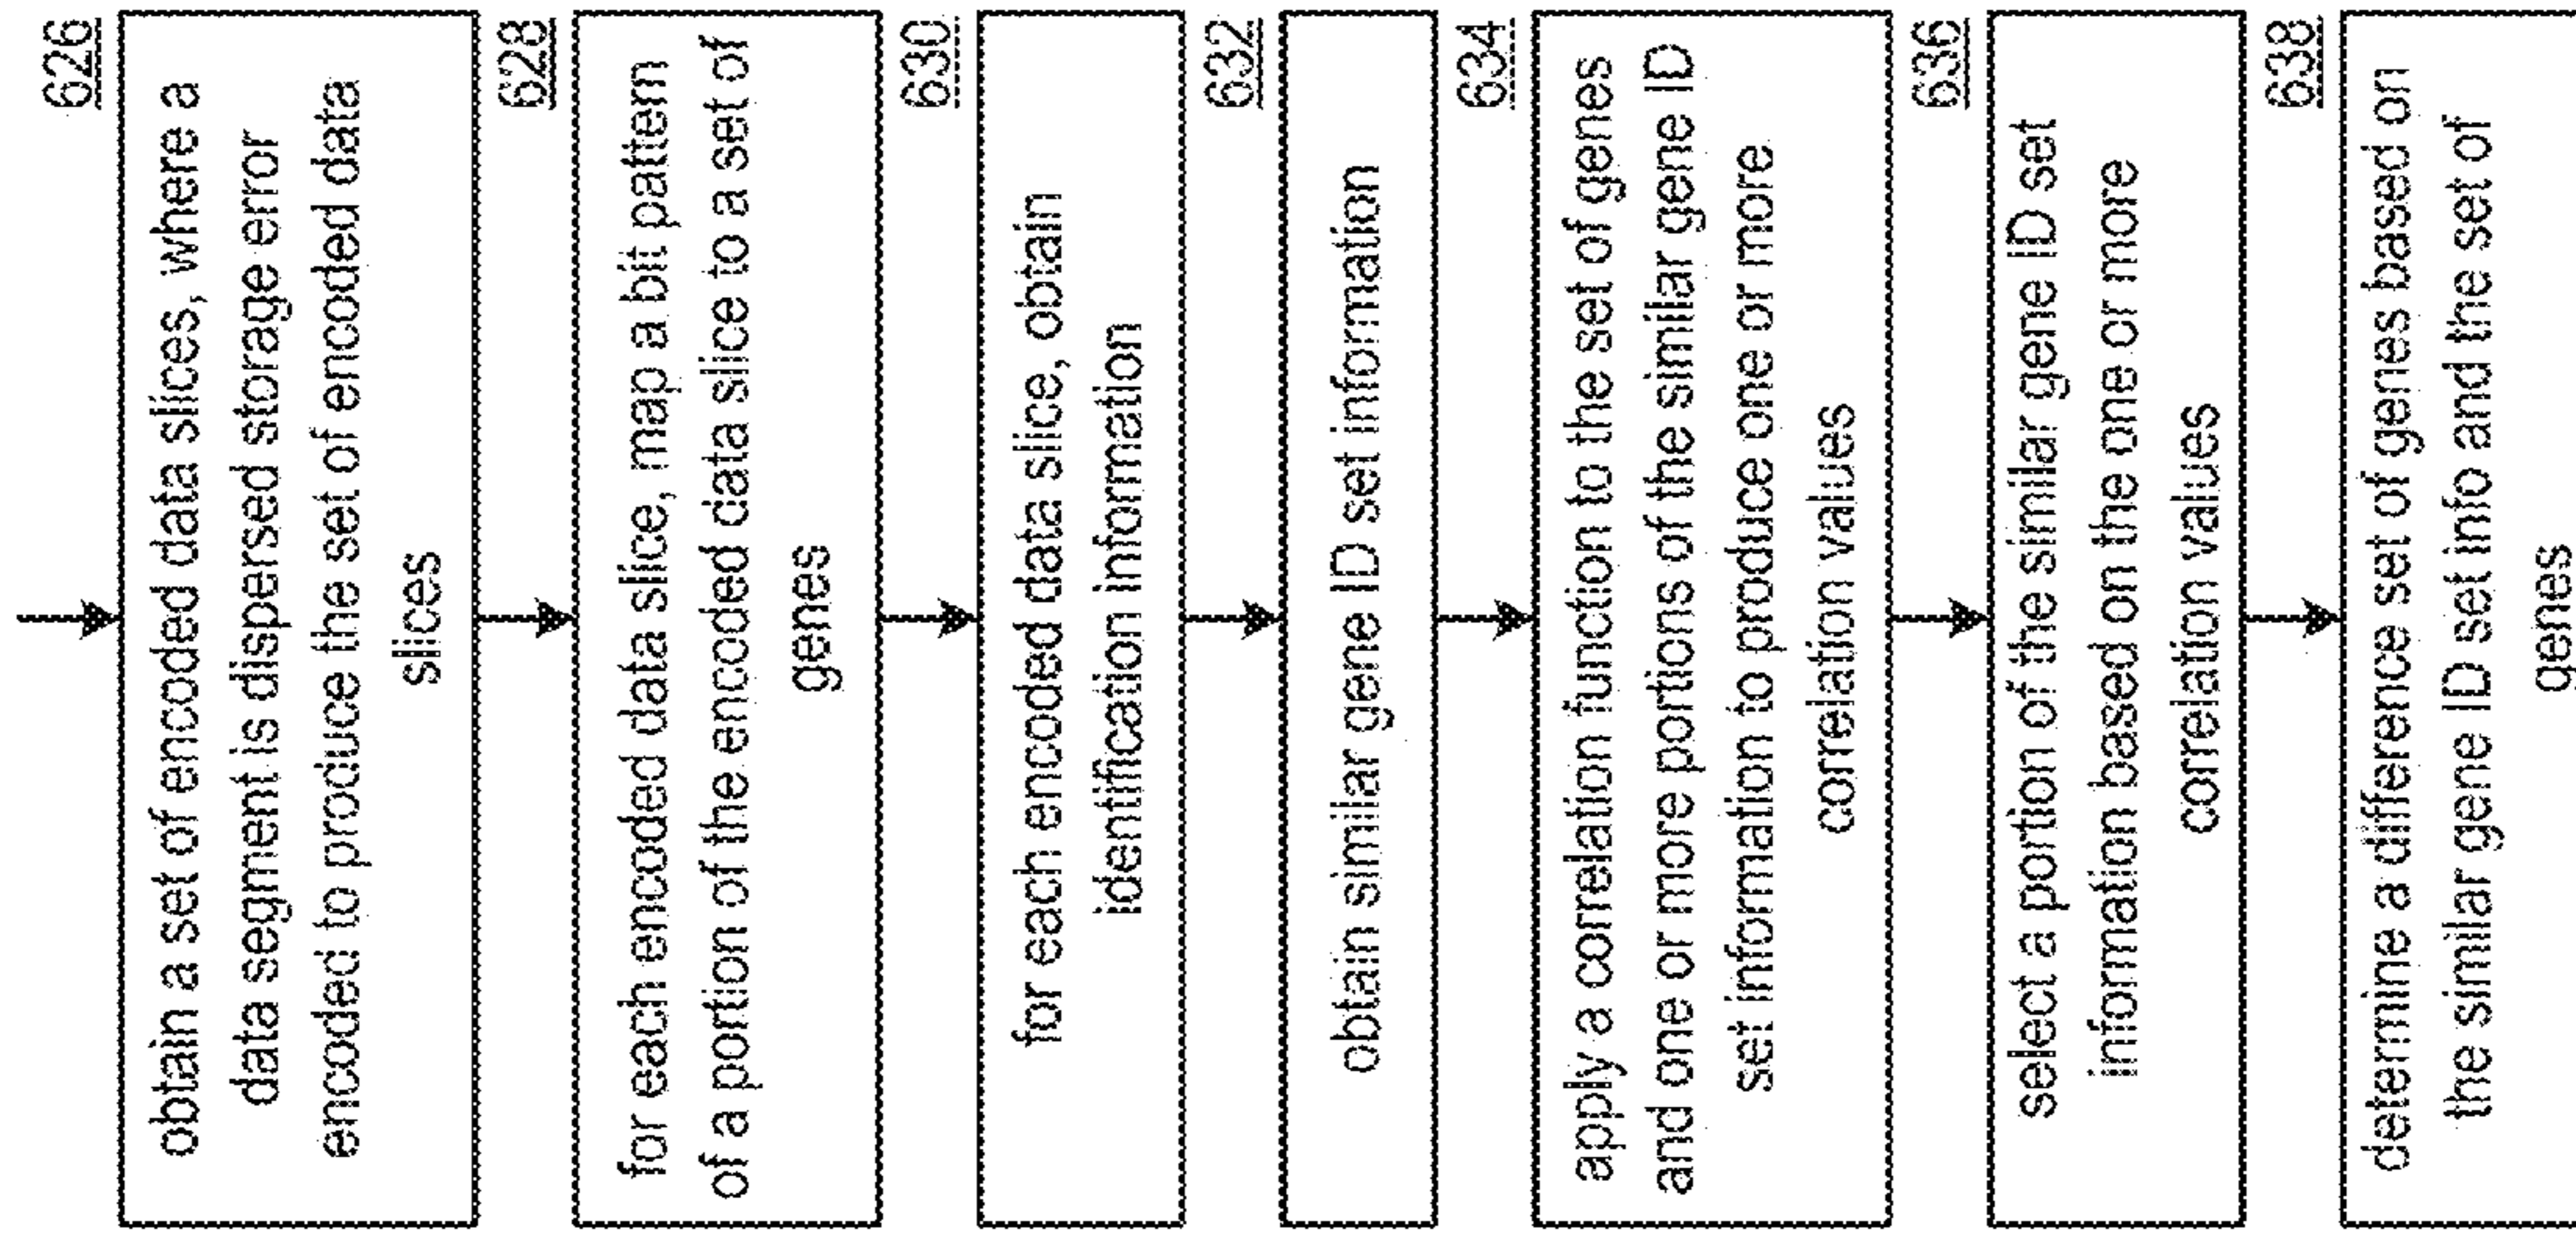 626
obtain a set of encoded data slices, where a
data segment is dispersed storage error
encoded to produce the set of encoded data
slices
628
for each encoded data slice, map a bit pattern
of a portion of the encoded data slice to a set of
genes
630
for each encoded data slice, obtain
identification information
632
obtain similar gene ID set information
634
apply a correlation function to the set of genes
and one or more portions of the similar gene ID
set information to produce one or more
correlation values
636
select a portion of the similar gene ID set
information based on the one or more
correlation values
638
determine a difference set of genes based on
the similar gene ID set info and the set of
genes